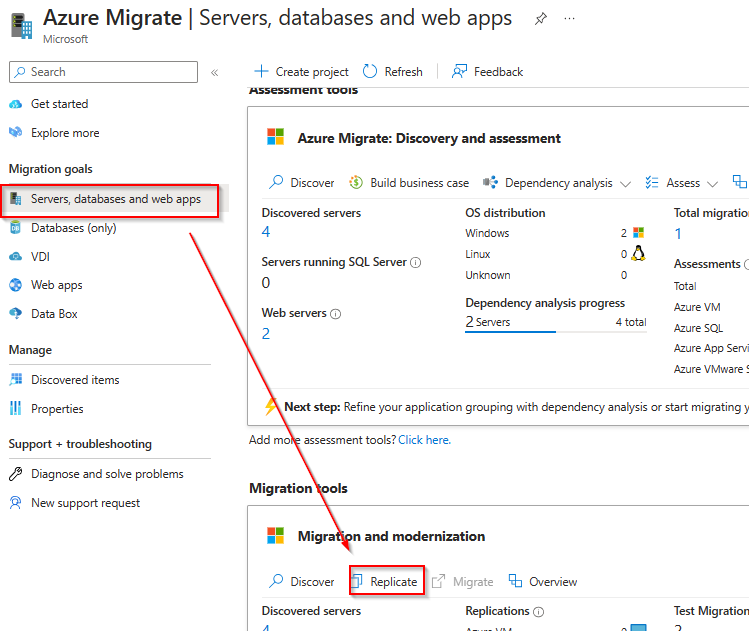 Azure Migrate | Servers, databases and web apps
Microsoft
Search
Get started
Explore more
Migration goals
Servers, databases and web apps
Databases (only)
VDI
Web apps
Data Box
Manage
Discovered items
Properties
Support + troubleshooting
Diagnose and solve problems
New support request
Create project Refresh Feedback
Assessment tools
Azure Migrate: Discovery and assessment
Discover Build business case Dependency analysis Assess
Discovered servers
4
Servers running SQL Server
0
Web servers
2
OS distribution
Windows 2
Linux 0
Unknown 0
Dependency analysis progress
2 Servers 4 total
Total migratio
1
Assessments
Total
Azure VM
Azure SQL
Azure App Servi
Azure VMware S
Next step: Refine your application grouping with dependency analysis or start migrating y
Add more assessment tools? Click here.
Migration tools
Migration and modernization
Discover Replicate Migrate Overview
Discovered servers
4
Replications
Azure VM
Test Migration
2